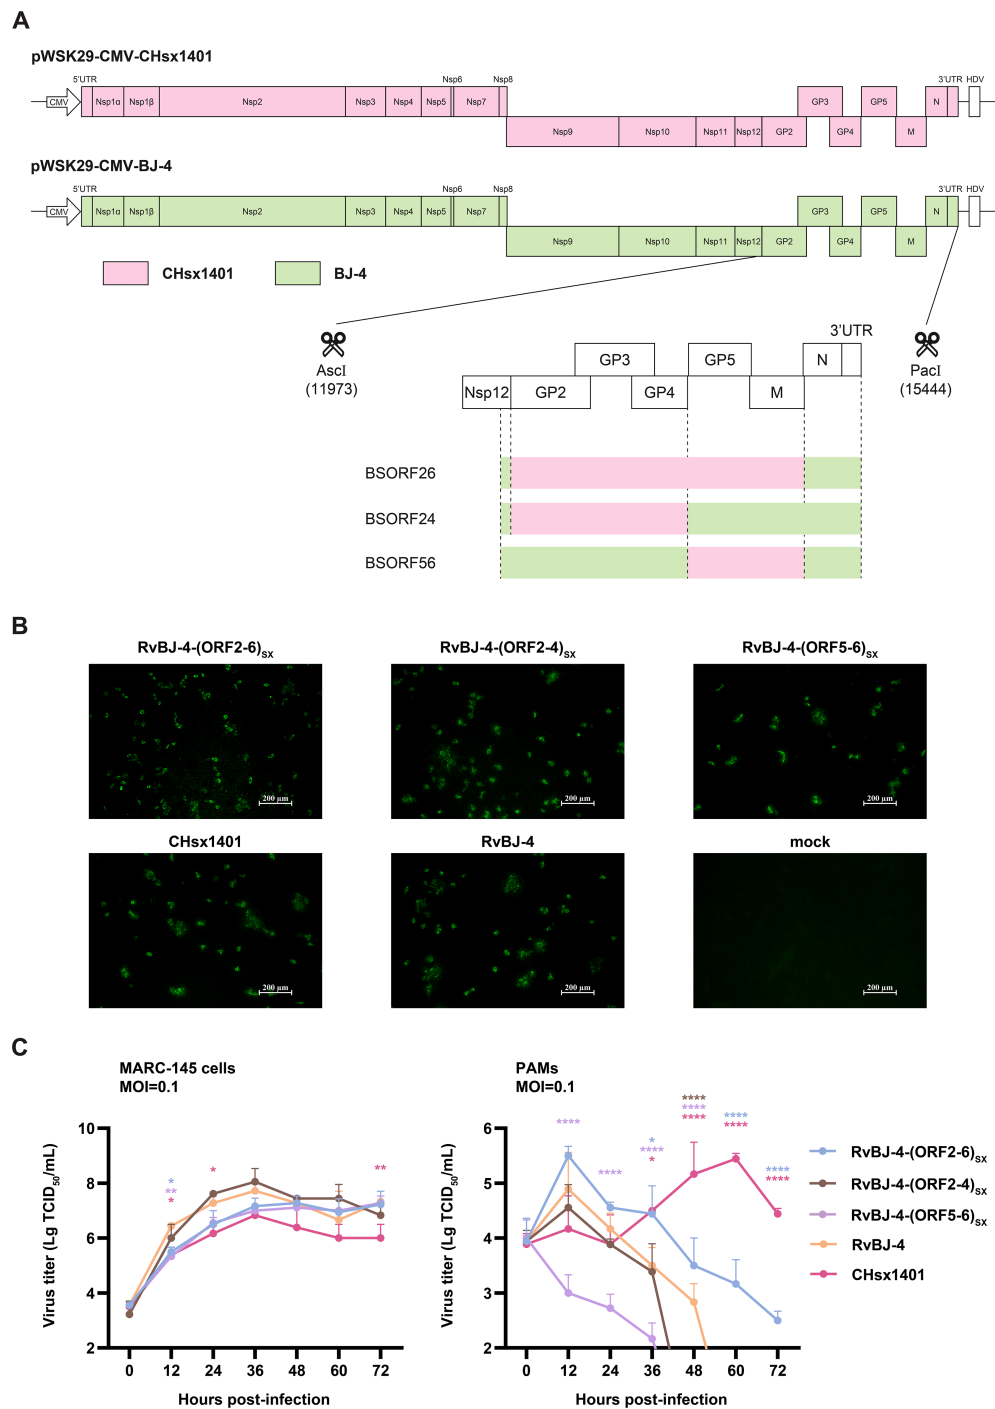 A
pWSK29-CMV-CHsx1401
5'UTR Nsp6 Nsp8 3'UTR HDV
CMV Nsp1α Nsp1β Nsp2 Nsp3 Nsp4 Nsp5 Nsp7 GP3 GP5 N
Nsp9 Nsp10 Nsp11 Nsp12 GP2 GP4 M
pWSK29-CMV-BJ-4
5'UTR Nsp6 Nsp8 3'UTR HDV
CMV Nsp1α Nsp1β Nsp2 Nsp3 Nsp4 Nsp5 Nsp7 GP3 GP5 N
Nsp9 Nsp10 Nsp11 Nsp12 GP2 GP4 M
CHsx1401 BJ-4
3'UTR
AscI
(11973)
GP3 GP5 N
PacI
(15444)
Nsp12 GP2 GP4 M
BSORF26
BSORF24
BSORF56
B
RvBJ-4-(ORF2-6)SX RvBJ-4-(ORF2-4)SX RvBJ-4-(ORF5-6)SX
200 μm 200 μm 200 μm
CHsx1401 RvBJ-4 mock
200 μm 200 μm 200 μm
C
MARC-145 cells
MOI=0.1
Virus titer (Lg TCID50/mL)
10
8
6
4
2
* ** * * **
0 12 24 36 48 60 72
Hours post-infection
PAMs
MOI=0.1
Virus titer (Lg TCID50/mL)
6
5
4
3
2
**** **** * **** * **** **** **** **** **** **** ****
0 12 24 36 48 60 72
Hours post-infection
RvBJ-4-(ORF2-6)SX
RvBJ-4-(ORF2-4)SX
RvBJ-4-(ORF5-6)SX
RvBJ-4
CHsx1401